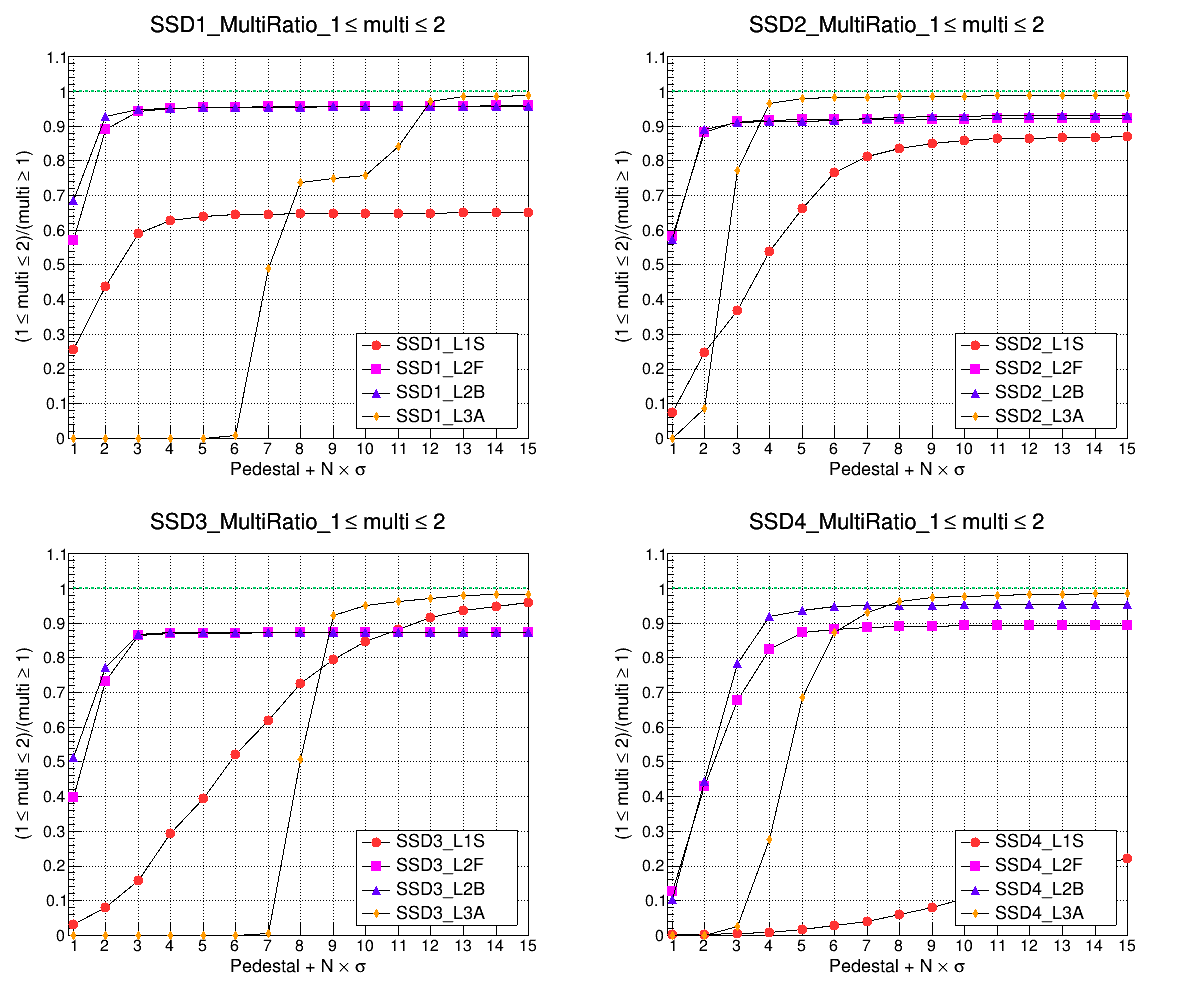 SSD1_MultiRatio_1 ≤ multi ≤ 2
(1 ≤ multi ≤ 2)/(multi ≥ 1)
1.1
1
0.9
0.8
0.7
0.6
0.5
0.4
0.3
0.2
0.1
0
SSD1_L1S
SSD1_L2F
SSD1_L2B
SSD1_L3A
1 2 3 4 5 6 7 8 9 10 11 12 13 14 15
Pedestal + N × σ
SSD2_MultiRatio_1 ≤ multi ≤ 2
(1 ≤ multi ≤ 2)/(multi ≥ 1)
1.1
1
0.9
0.8
0.7
0.6
0.5
0.4
0.3
0.2
0.1
0
SSD2_L1S
SSD2_L2F
SSD2_L2B
SSD2_L3A
1 2 3 4 5 6 7 8 9 10 11 12 13 14 15
Pedestal + N × σ
SSD3_MultiRatio_1 ≤ multi ≤ 2
(1 ≤ multi ≤ 2)/(multi ≥ 1)
1.1
1
0.9
0.8
0.7
0.6
0.5
0.4
0.3
0.2
0.1
0
SSD3_L1S
SSD3_L2F
SSD3_L2B
SSD3_L3A
1 2 3 4 5 6 7 8 9 10 11 12 13 14 15
Pedestal + N × σ
SSD4_MultiRatio_1 ≤ multi ≤ 2
(1 ≤ multi ≤ 2)/(multi ≥ 1)
1.1
1
0.9
0.8
0.7
0.6
0.5
0.4
0.3
0.2
0.1
0
SSD4_L1S
SSD4_L2F
SSD4_L2B
SSD4_L3A
1 2 3 4 5 6 7 8 9 10 11 12 13 14 15
Pedestal + N × σ